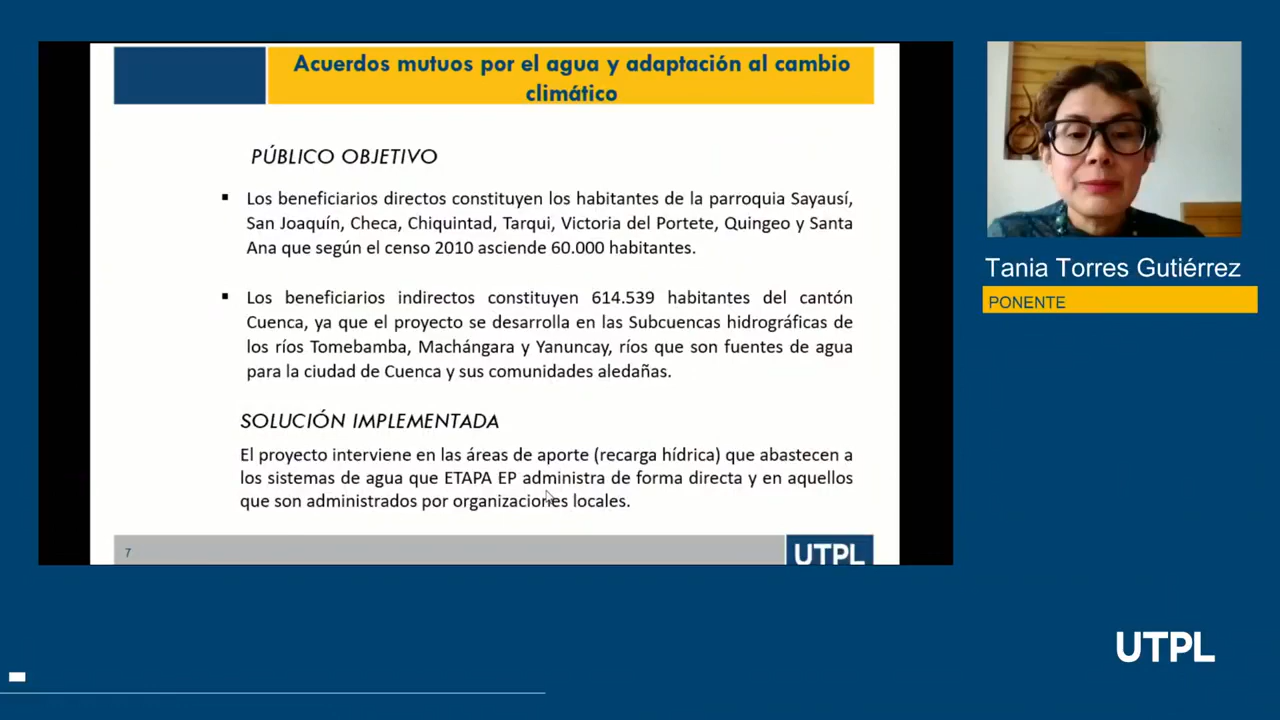 Acuerdos mutuos por el agua y adaptación al cambio
climático
PÚBLICO OBJETIVO
▪ Los beneficiarios directos constituyen los habitantes de la parroquia Sayausí,
San Joaquín, Checa, Chiquintad, Tarqui, Victoria del Portete, Quingeo y Santa
Ana que según el censo 2010 asciende 60.000 habitantes.
▪ Los beneficiarios indirectos constituyen 614.539 habitantes del cantón
Cuenca, ya que el proyecto se desarrolla en las Subcuencas hidrográficas de
los ríos Tomebamba, Machángara y Yanuncay, ríos que son fuentes de agua
para la ciudad de Cuenca y sus comunidades aledañas.
SOLUCIÓN IMPLEMENTADA
El proyecto interviene en las áreas de aporte (recarga hídrica) que abastecen a
los sistemas de agua que ETAPA EP administra de forma directa y en aquellos
que son administrados por organizaciones locales.
7
UTPL
Tania Torres Gutiérrez
PONENTE
UTPL